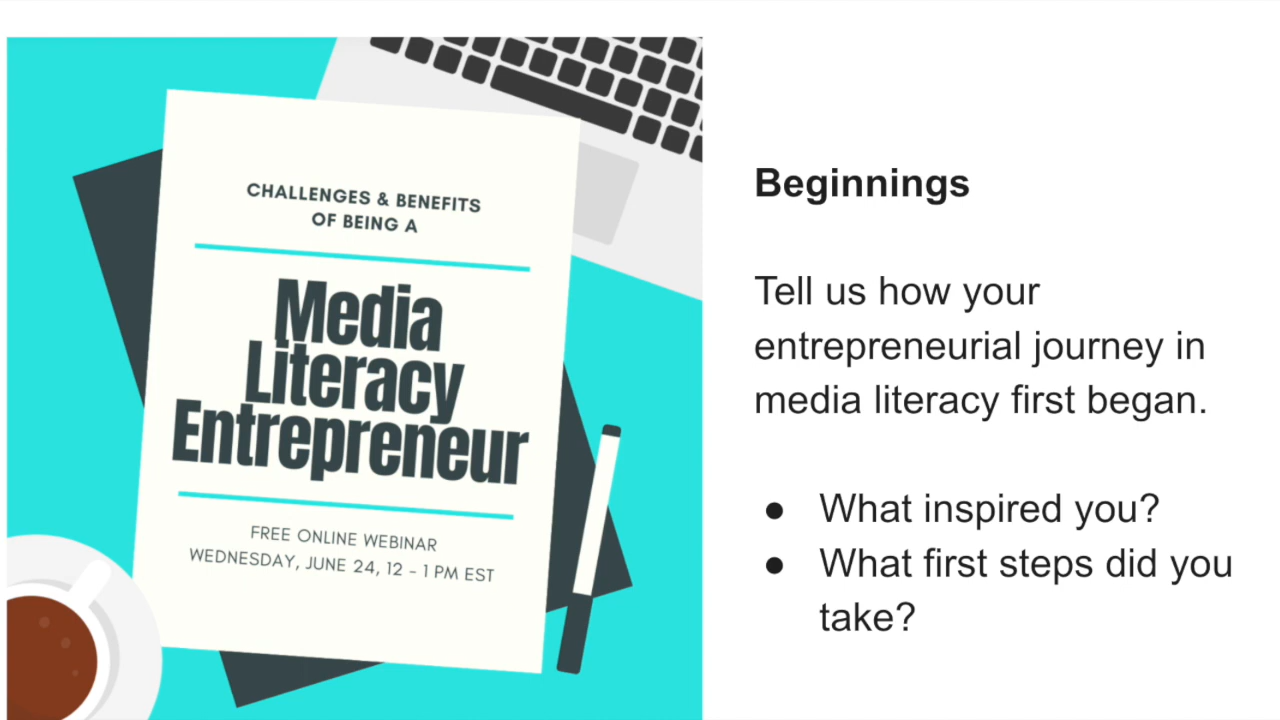 CHALLENGES & BENEFITS
OF BEING A
Media
Literacy
Entrepreneur
FREE ONLINE WEBINAR
WEDNESDAY, JUNE 24, 12 - 1 PM EST
Beginnings
Tell us how your
entrepreneurial journey in
media literacy first began.
● What inspired you?
● What first steps did you
take?